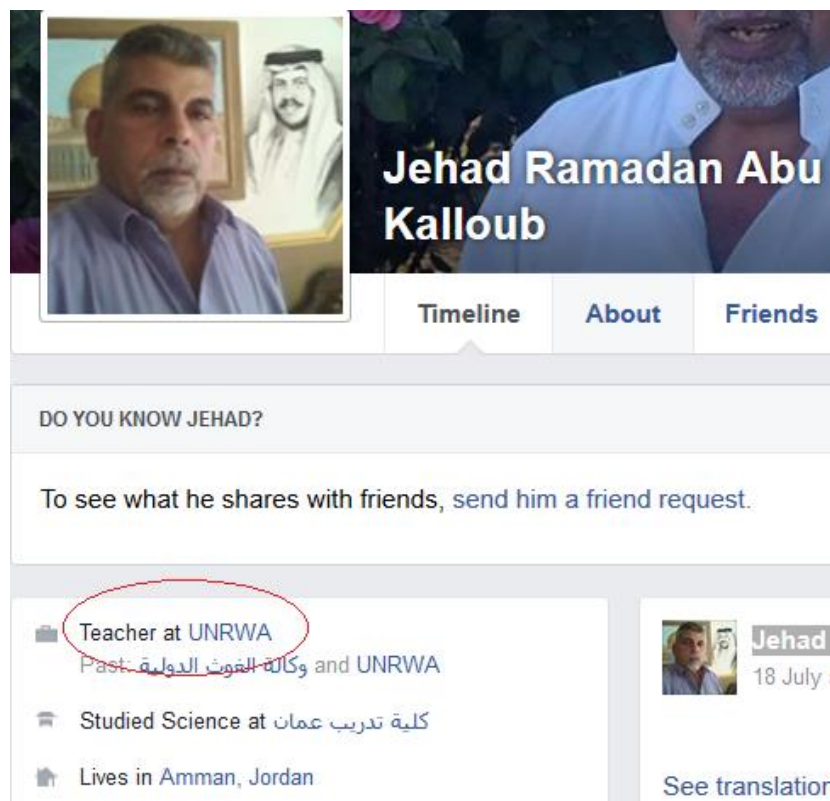 Jehad Ramadan Abu
Kalloub
Timeline About Friends
DO YOU KNOW JEHAD?
To see what he shares with friends, send him a friend request.
Teacher at UNRWA
Past: وكالة الغوث الدولية and UNRWA
Studied Science at كلية تدريب عمان
Lives in Amman, Jordan
Jehad
18 July
See translation